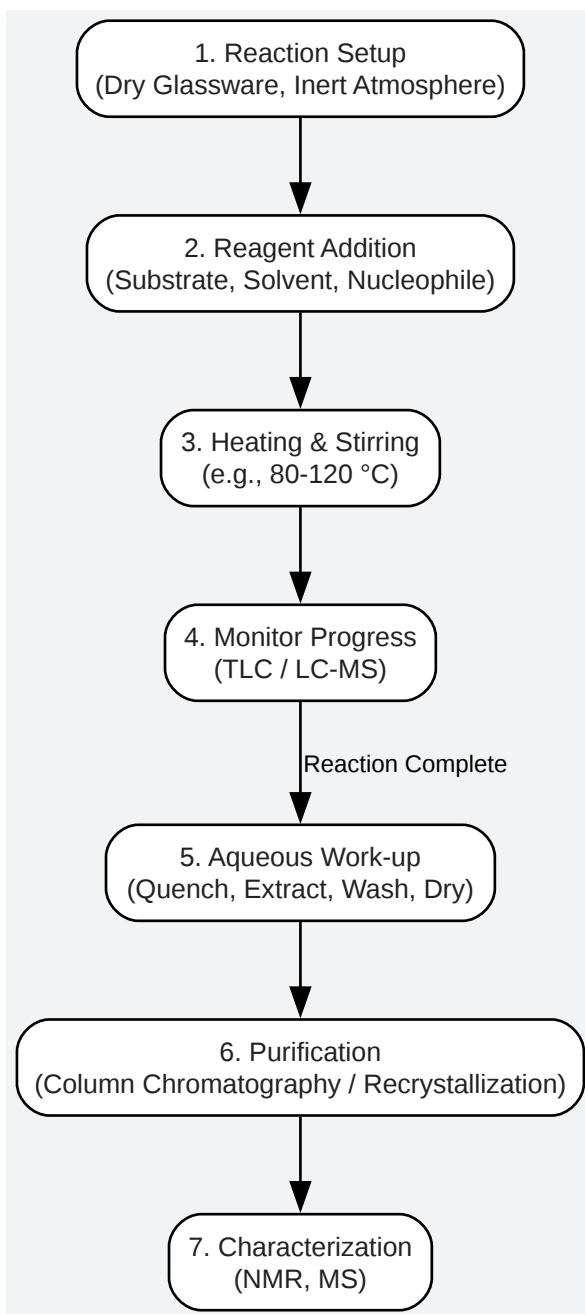 1. Reaction Setup
(Dry Glassware, Inert Atmosphere)
2. Reagent Addition
(Substrate, Solvent, Nucleophile)
3. Heating & Stirring
(e.g., 80-120 °C)
4. Monitor Progress
(TLC / LC-MS)
Reaction Complete
5. Aqueous Work-up
(Quench, Extract, Wash, Dry)
6. Purification
(Column Chromatography / Recrystallization)
7. Characterization
(NMR, MS)